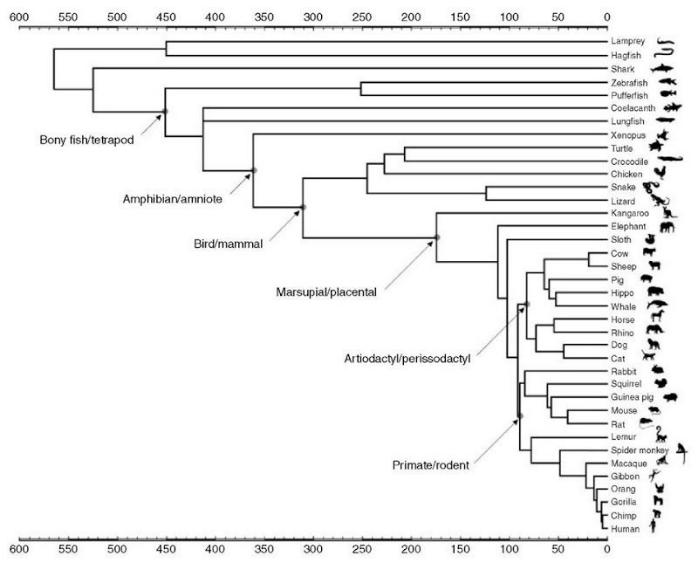 600 550 500 450 400 350 300 250 200 150 100 50 0
Lamprey
Hagfish
Shark
Zebrafish
Pufferfish
Coelacanth
Lungfish
Bony fish/tetrapod
Xenopus
Turtle
Crocodile
Chicken
Snake
Amphibian/amniote
Lizard
Kangaroo
Elephant
Bird/mammal
Sloth
Cow
Sheep
Pig
Marsupial/placental
Hippo
Whale
Horse
Rhino
Dog
Artiodactyl/perissodactyl
Cat
Rabbit
Squirrel
Guinea pig
Mouse
Rat
Lemur
Spider monkey
Primate/rodent
Macaque
Gibbon
Orang
Gorilla
Chimp
Human
600 550 500 450 400 350 300 250 200 150 100 50 0